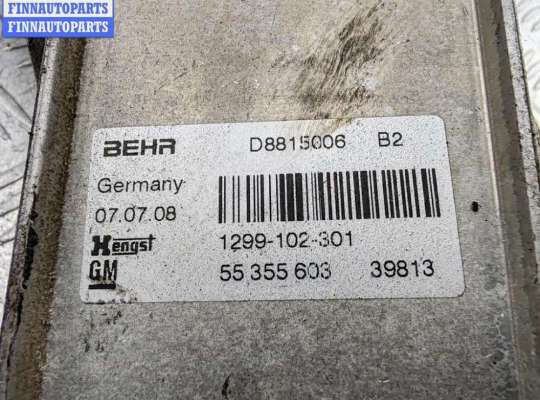 FINNAUTOPARTS
FINNAUTOPARTS
BEHR D8815006 B2
Germany
07.07.08
Hengst 1299-102-301
GM 55 355 603 39813